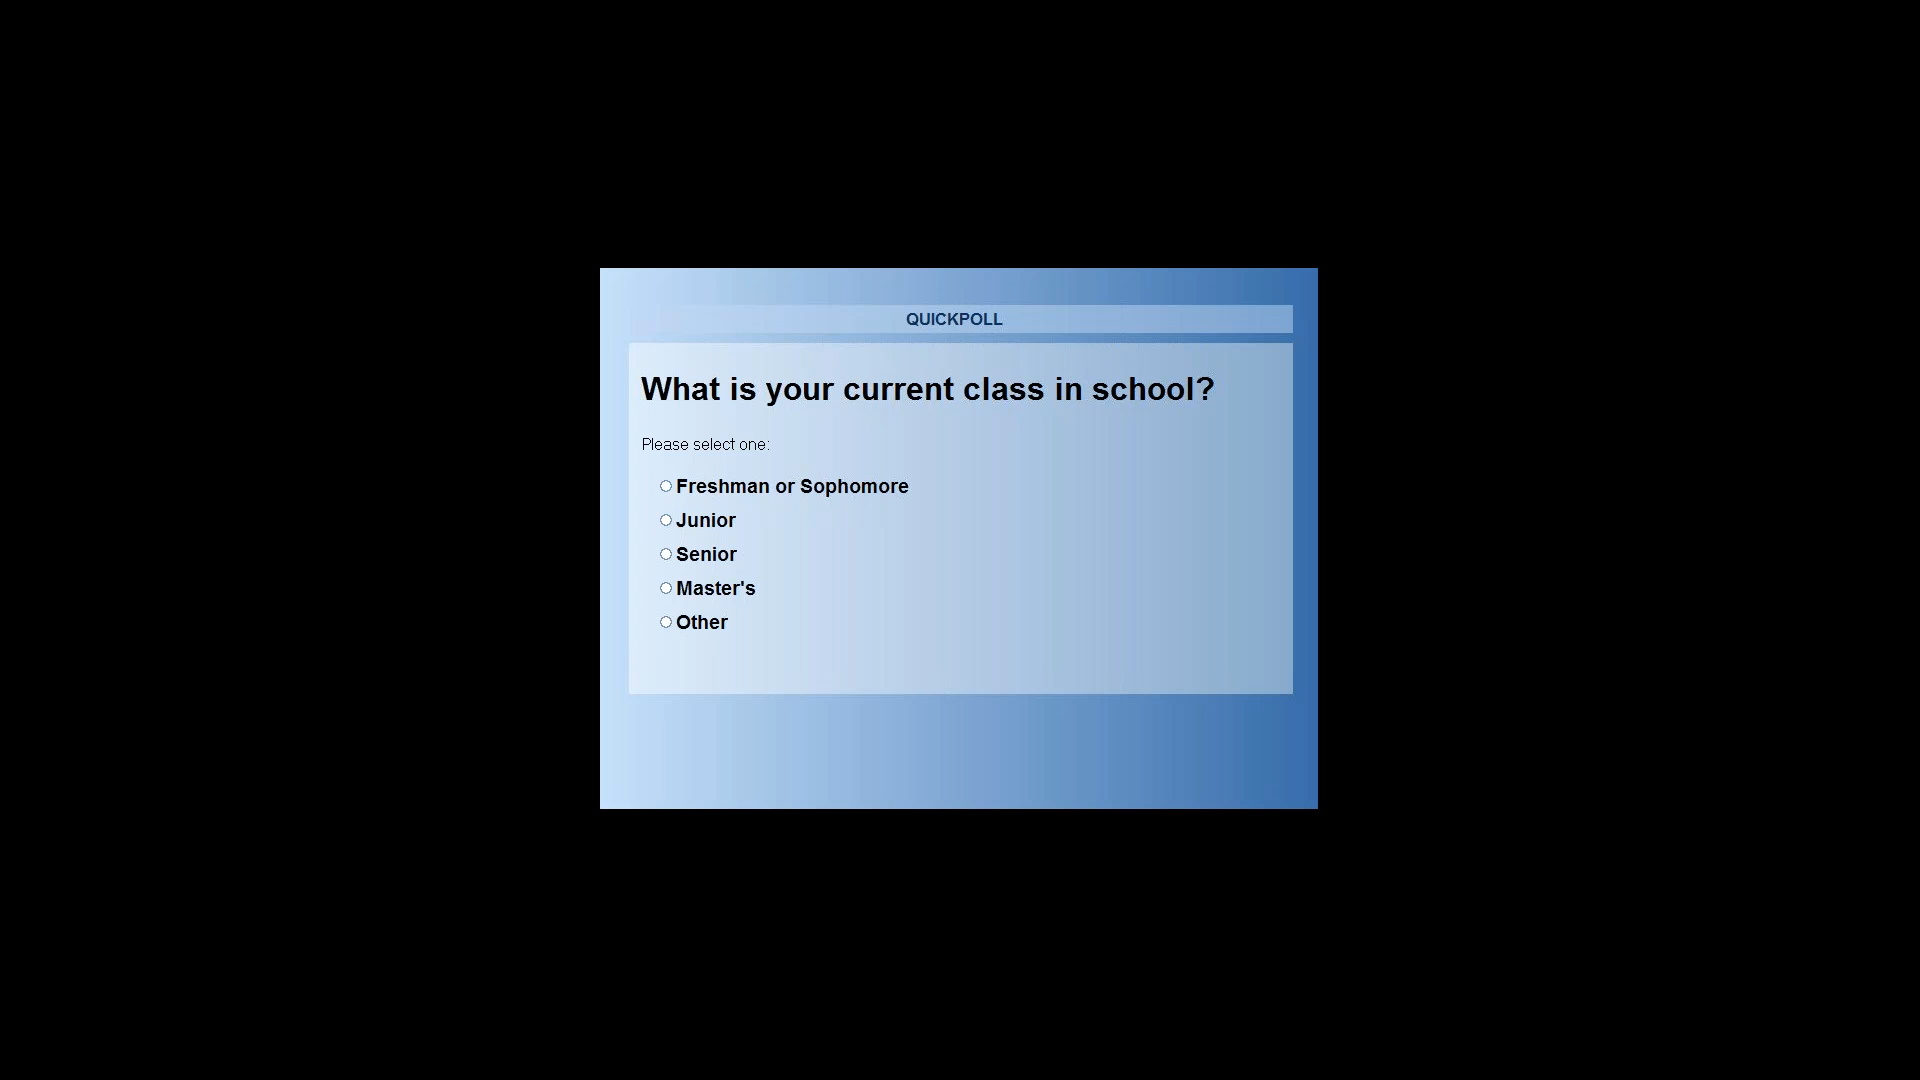 QUICKPOLL
What is your current class in school?
Please select one:
Freshman or Sophomore
Junior
Senior
Master's
Other